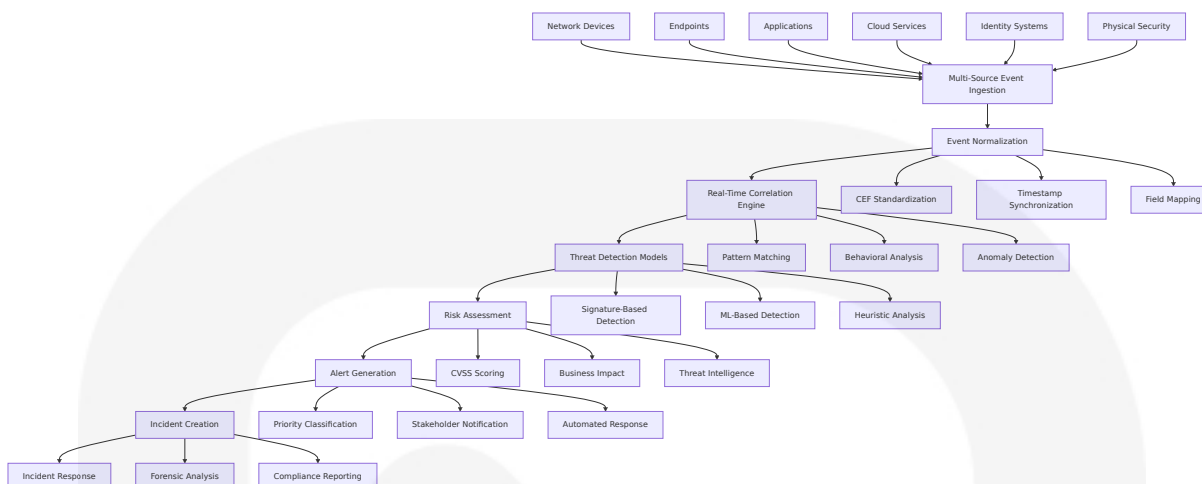 Network Devices
Endpoints
Applications
Cloud Services
Identity Systems
Physical Security
Multi-Source Event
Ingestion
Event Normalization
Real-Time Correlation
Engine
CEF Standardization
Timestamp
Synchronization
Field Mapping
Threat Detection Models
Pattern Matching
Behavioral Analysis
Anomaly Detection
Risk Assessment
Signature-Based
Detection
ML-Based Detection
Heuristic Analysis
Alert Generation
CVSS Scoring
Business Impact
Threat Intelligence
Incident Creation
Priority Classification
Stakeholder Notification
Automated Response
Incident Response
Forensic Analysis
Compliance Reporting